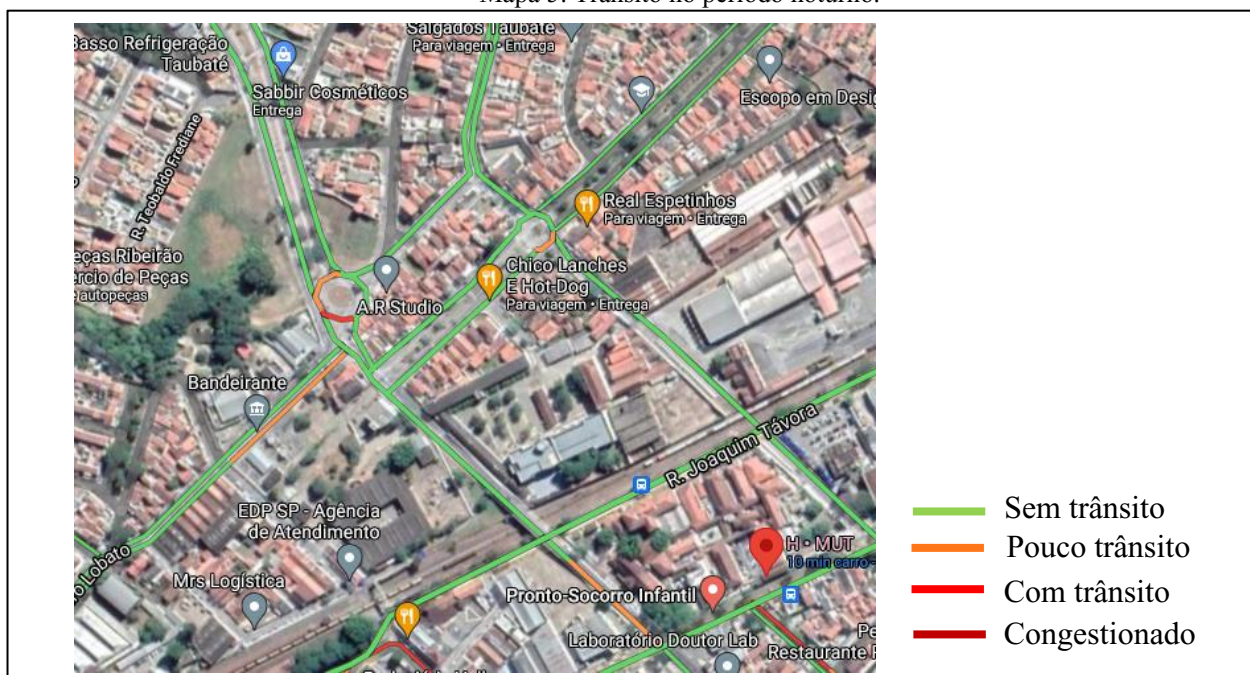 Mapa 3: Trânsito no período noturno.
Basso Refrigeração
Taubaté
Salgados Taubaté
Para viagem • Entrega
Sabbir Cosméticos
Entrega
Escopo em Desig
R. Teobaldo Frediane
Real Espetinhos
Para viagem • Entrega
Peças Ribeirão
ércio de Peças
autopeças
Chico Lanches
E Hot-Dog
Para viagem • Entrega
A.R Studio
Bandeirante
R. Joaquim Távora
EDP SP - Agência
de Atendimento
H • MUT
10 min carro -
Lobato
Mrs Logística
Pronto-Socorro Infantil
Laboratório Doutor Lab
Restaurante
Sem trânsito
Pouco trânsito
Com trânsito
Congestionado